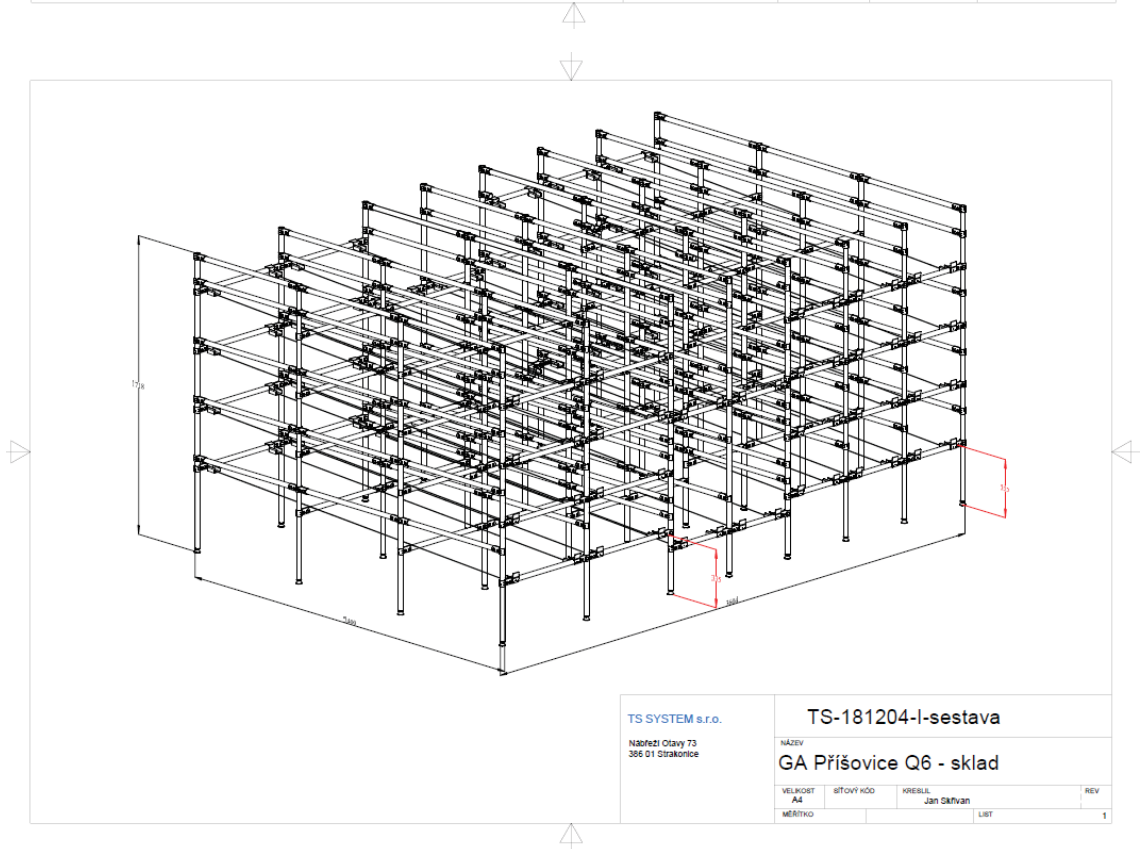 TS SYSTEM s.r.o.
Nábřeží Otavy 73
386 01 Strakonice
TS-181204-I-sestava
NÁZEV
GA Příšovice Q6 - sklad
VELIKOST
A4
SÍŤOVÝ KÓD
KRESLIL
Jan Skřivan
REV
MĚŘÍTKO
LIST
1